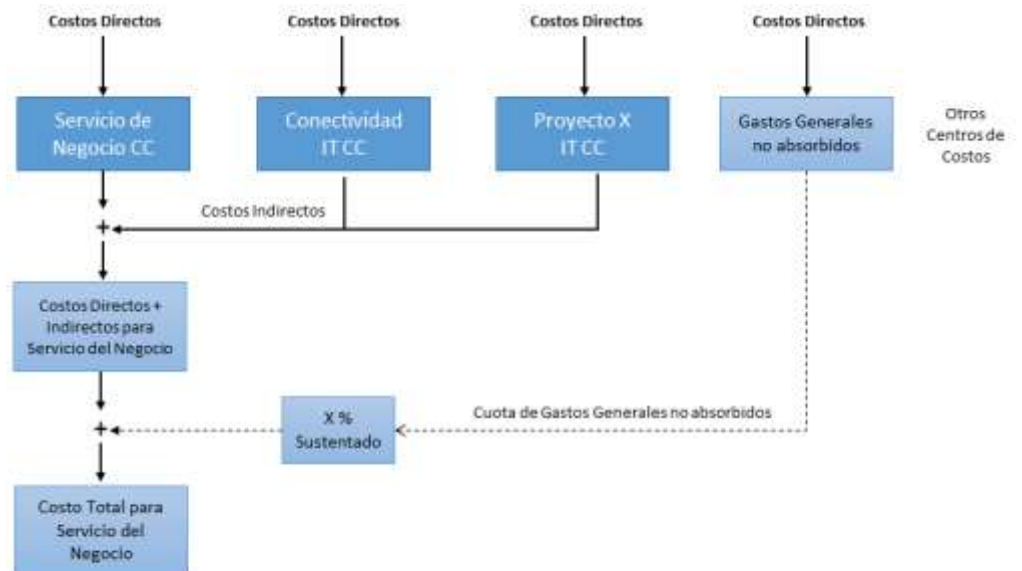 Costos Directos
Costos Directos
Costos Directos
Costos Directos
Servicio de
Negocio CC
Conectividad
IT CC
Proyecto X
IT CC
Gastos Generales
no absorbidos
Otros
Centros de
Costos
Costos Indirectos
+
Costos Directos +
Indirectos para
Servicio del Negocio
Cuota de Gastos Generales no absorbidos
X %
Sustentado
+
Costo Total para
Servicio del
Negocio